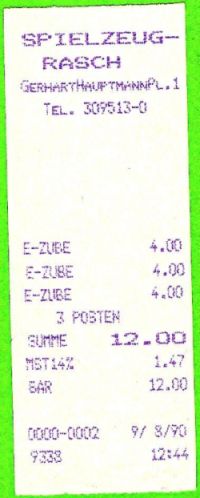 SPIELZEUG-
RASCH
GERHARTHAUPTMANNPL.1
TEL. 309513-0
E-ZUBE 4.00
E-ZUBE 4.00
E-ZUBE 4.00
3 POSTEN
SUMME 12.00
MST14% 1.47
BAR 12.00
0000-0002 9/ 8/90
9338 12:44